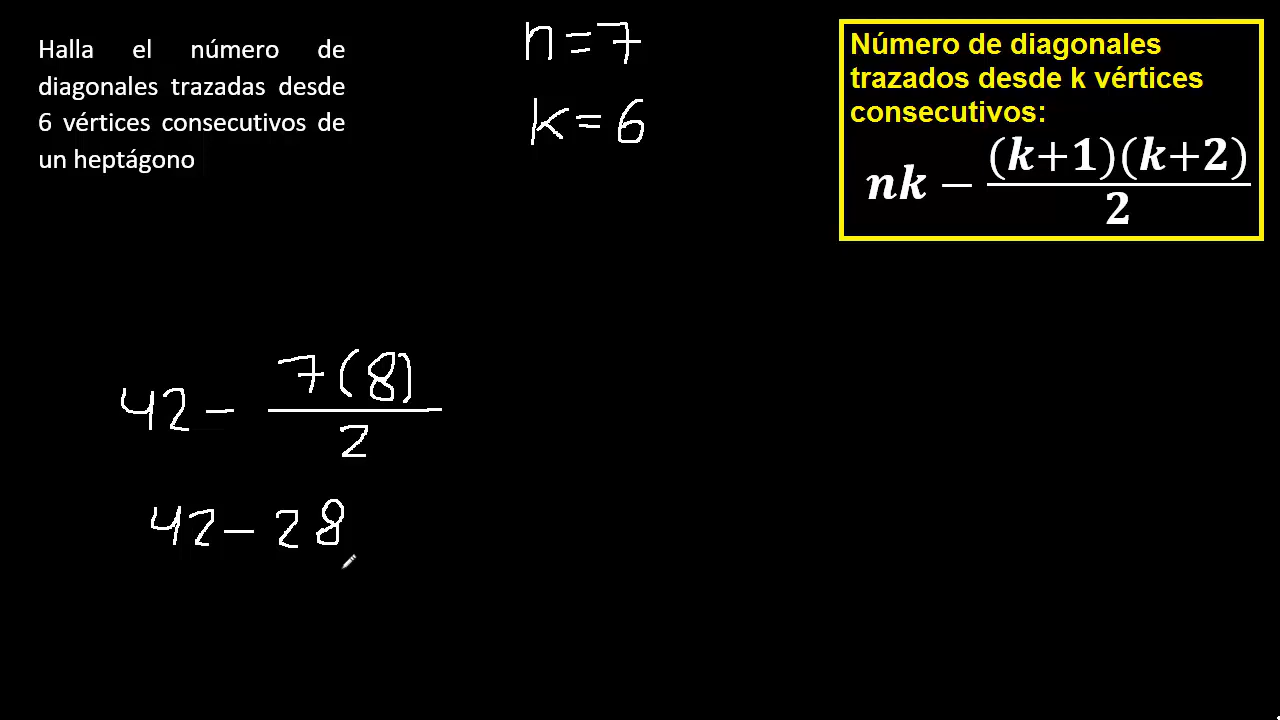 Halla el número de
diagonales trazadas desde
6 vértices consecutivos de
un heptágono
n=7
k=6
Número de diagonales
trazados desde k vértices
consecutivos:
nk − (k+1)(k+2)/2
42 − 7(8)/2
42 − 28